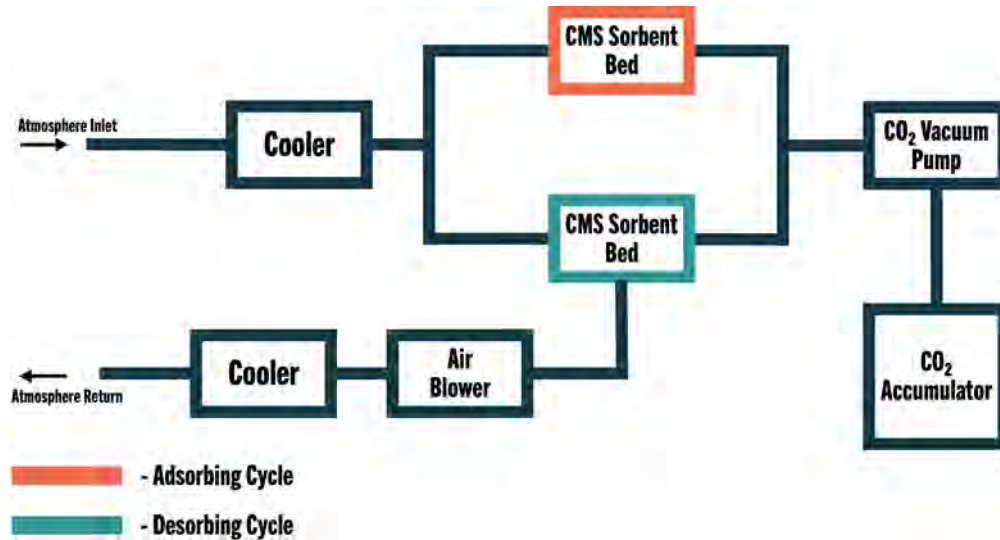 CMS Sorbent
Bed
Atmosphere Inlet
Cooler
CO₂ Vacuum
Pump
CMS Sorbent
Bed
Cooler
Air
Blower
CO₂
Accumulator
Atmosphere Return
- Adsorbing Cycle
- Desorbing Cycle